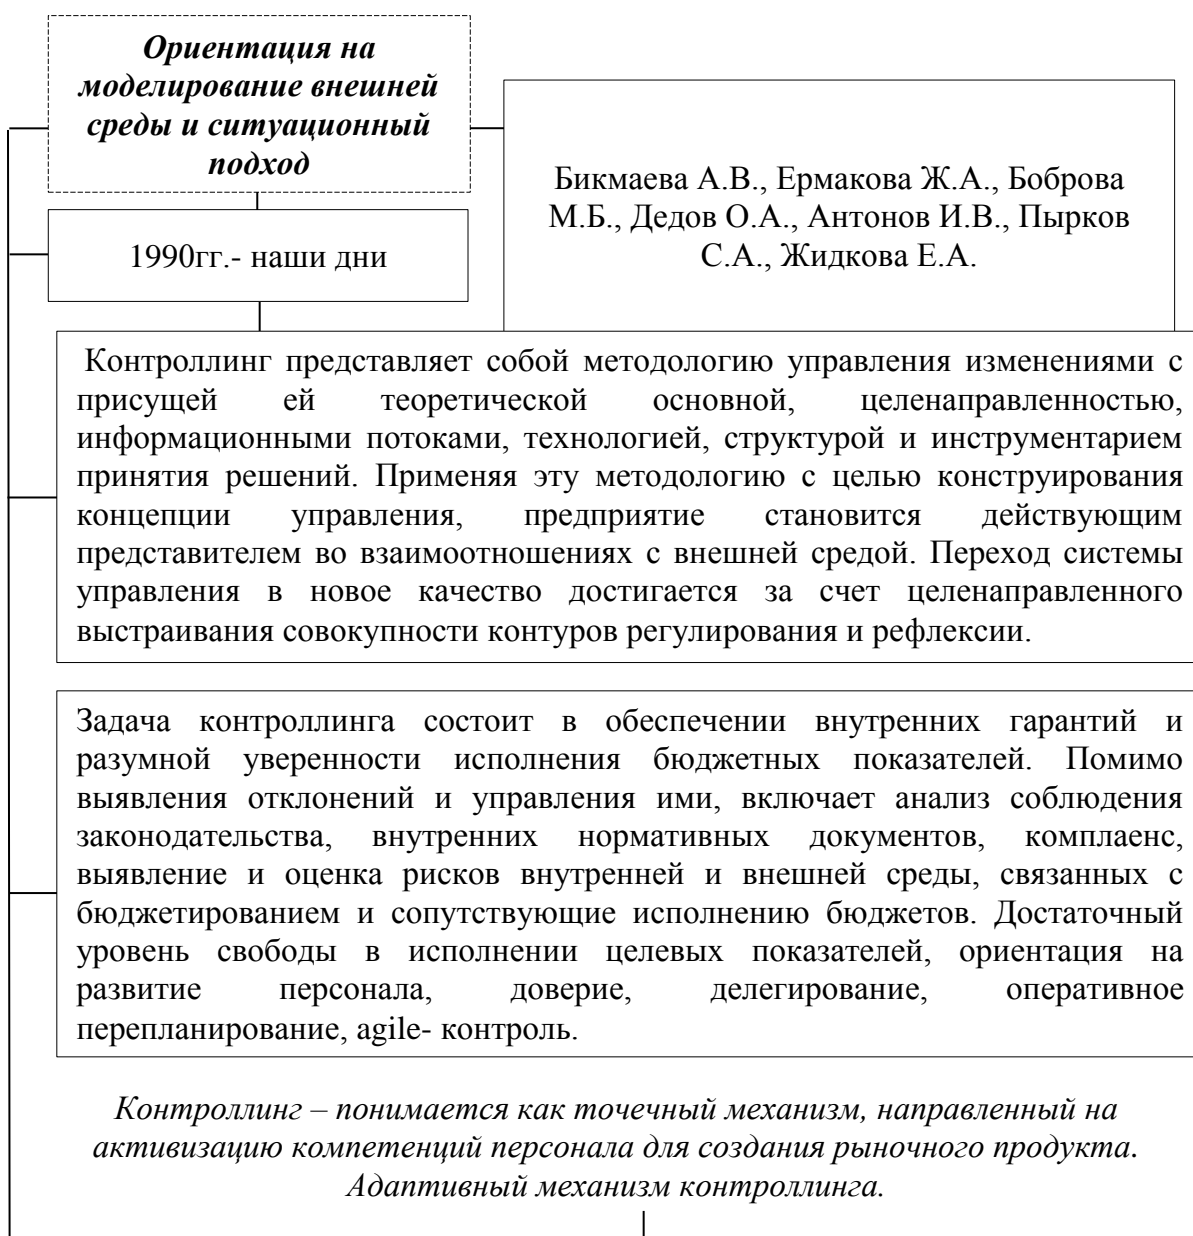 Ориентация на
моделирование внешней
среды и ситуационный
подход
Бикмаева А.В., Ермакова Ж.А., Боброва
М.Б., Дедов О.А., Антонов И.В., Пырков
С.А., Жидкова Е.А.
1990гг.- наши дни
Контроллинг представляет собой методологию управления изменениями с
присущей ей теоретической основной, целенаправленностью,
информационными потоками, технологией, структурой и инструментарием
принятия решений. Применяя эту методологию с целью конструирования
концепции управления, предприятие становится действующим
представителем во взаимоотношениях с внешней средой. Переход системы
управления в новое качество достигается за счет целенаправленного
выстраивания совокупности контуров регулирования и рефлексии.
Задача контроллинга состоит в обеспечении внутренних гарантий и
разумной уверенности исполнения бюджетных показателей. Помимо
выявления отклонений и управления ими, включает анализ соблюдения
законодательства, внутренних нормативных документов, комплаенс,
выявление и оценка рисков внутренней и внешней среды, связанных с
бюджетированием и сопутствующие исполнению бюджетов. Достаточный
уровень свободы в исполнении целевых показателей, ориентация на
развитие персонала, доверие, делегирование, оперативное
перепланирование, agile- контроль.
Контроллинг – понимается как точечный механизм, направленный на
активизацию компетенций персонала для создания рыночного продукта.
Адаптивный механизм контроллинга.